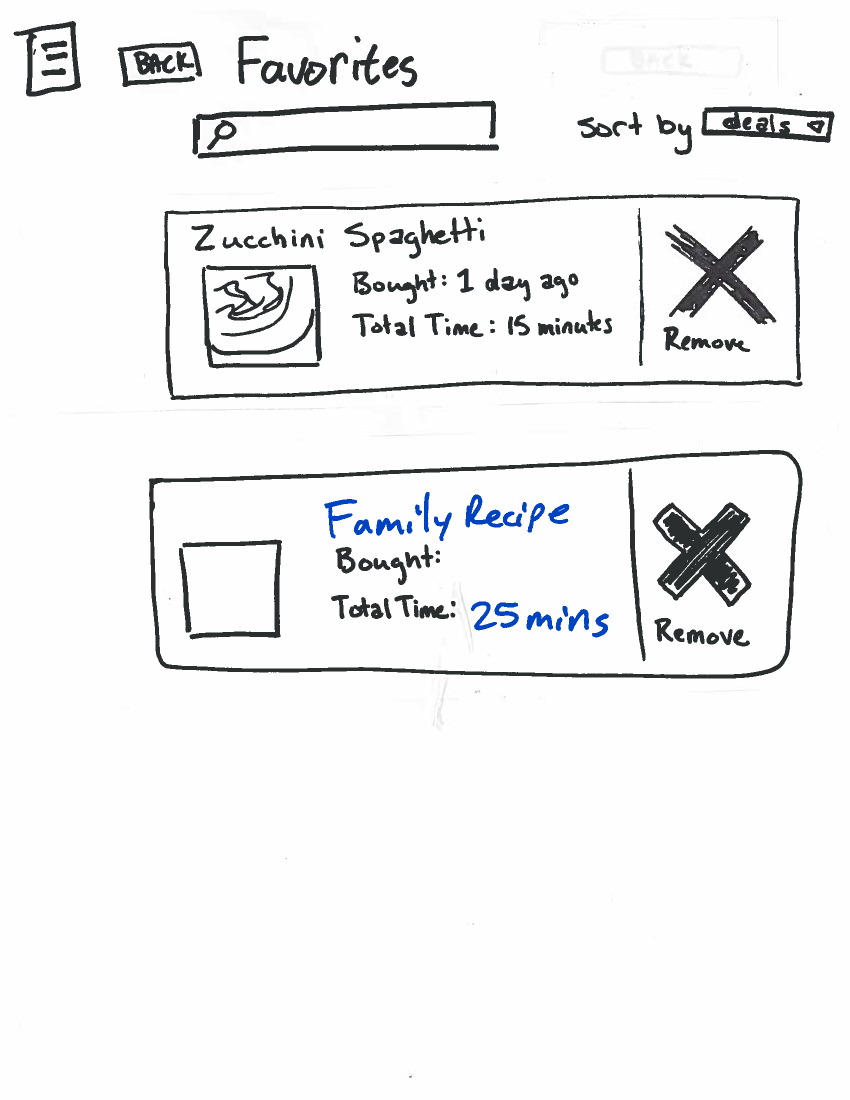 BACK Favorites
Sort by deals
Zucchini Spaghetti
Bought: 1 day ago
Total Time: 15 minutes
Remove
Family Recipe
Bought:
Total Time: 25 mins
Remove